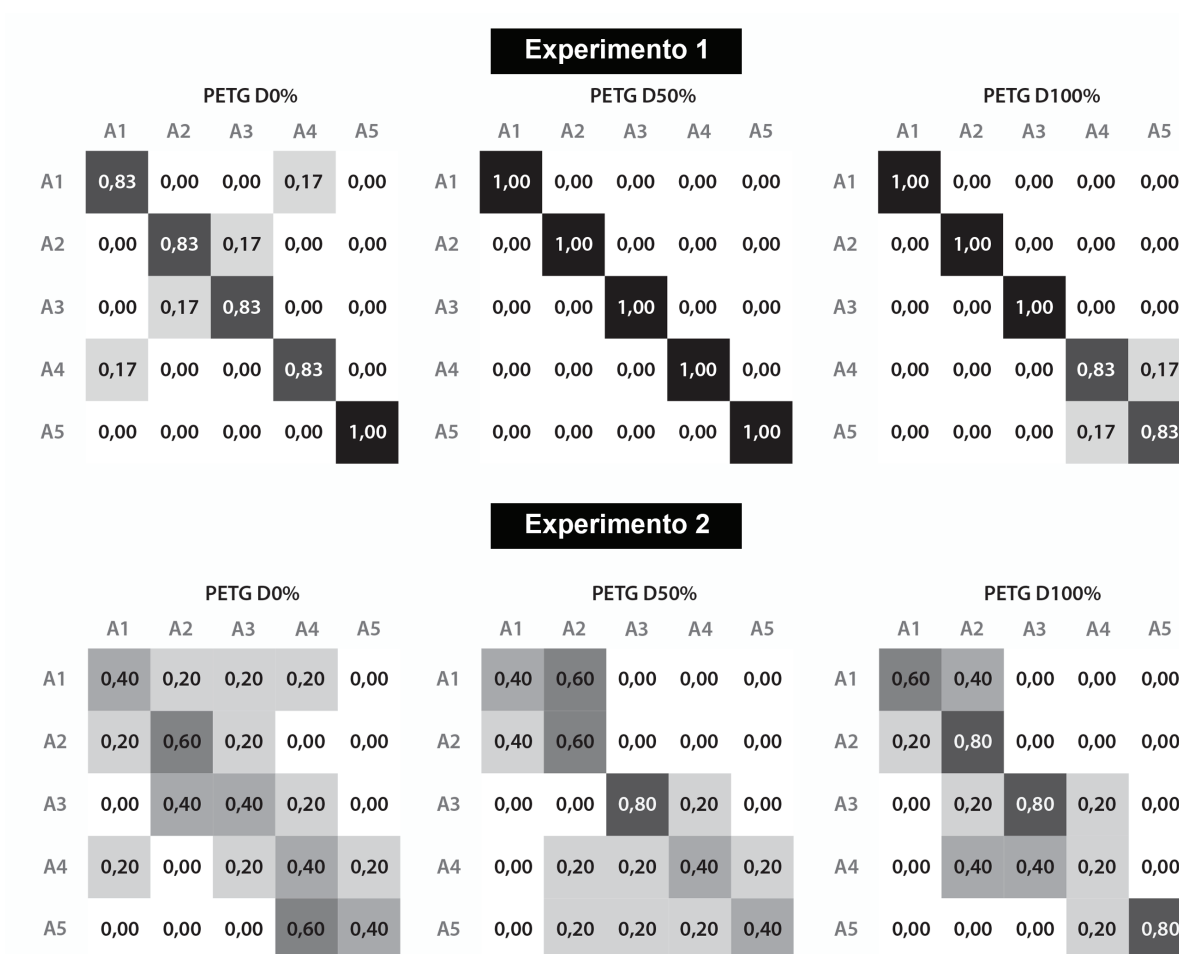 Experimento 1
PETG D0% PETG D50% PETG D100%
A1 A2 A3 A4 A5 A1 A2 A3 A4 A5 A1 A2 A3 A4 A5
A1 0,83 0,00 0,00 0,17 0,00 A1 1,00 0,00 0,00 0,00 0,00 A1 1,00 0,00 0,00 0,00 0,00
A2 0,00 0,83 0,17 0,00 0,00 A2 0,00 1,00 0,00 0,00 0,00 A2 0,00 1,00 0,00 0,00 0,00
A3 0,00 0,17 0,83 0,00 0,00 A3 0,00 0,00 1,00 0,00 0,00 A3 0,00 0,00 1,00 0,00 0,00
A4 0,17 0,00 0,00 0,83 0,00 A4 0,00 0,00 0,00 1,00 0,00 A4 0,00 0,00 0,00 0,83 0,17
A5 0,00 0,00 0,00 0,00 1,00 A5 0,00 0,00 0,00 0,00 1,00 A5 0,00 0,00 0,00 0,17 0,83
Experimento 2
PETG D0% PETG D50% PETG D100%
A1 A2 A3 A4 A5 A1 A2 A3 A4 A5 A1 A2 A3 A4 A5
A1 0,40 0,20 0,20 0,20 0,00 A1 0,40 0,60 0,00 0,00 0,00 A1 0,60 0,40 0,00 0,00 0,00
A2 0,20 0,60 0,20 0,00 0,00 A2 0,40 0,60 0,00 0,00 0,00 A2 0,20 0,80 0,00 0,00 0,00
A3 0,00 0,40 0,40 0,20 0,00 A3 0,00 0,00 0,80 0,20 0,00 A3 0,00 0,20 0,80 0,20 0,00
A4 0,20 0,00 0,20 0,40 0,20 A4 0,00 0,20 0,20 0,40 0,20 A4 0,00 0,40 0,40 0,20 0,00
A5 0,00 0,00 0,00 0,60 0,40 A5 0,00 0,20 0,20 0,20 0,40 A5 0,00 0,00 0,00 0,20 0,80